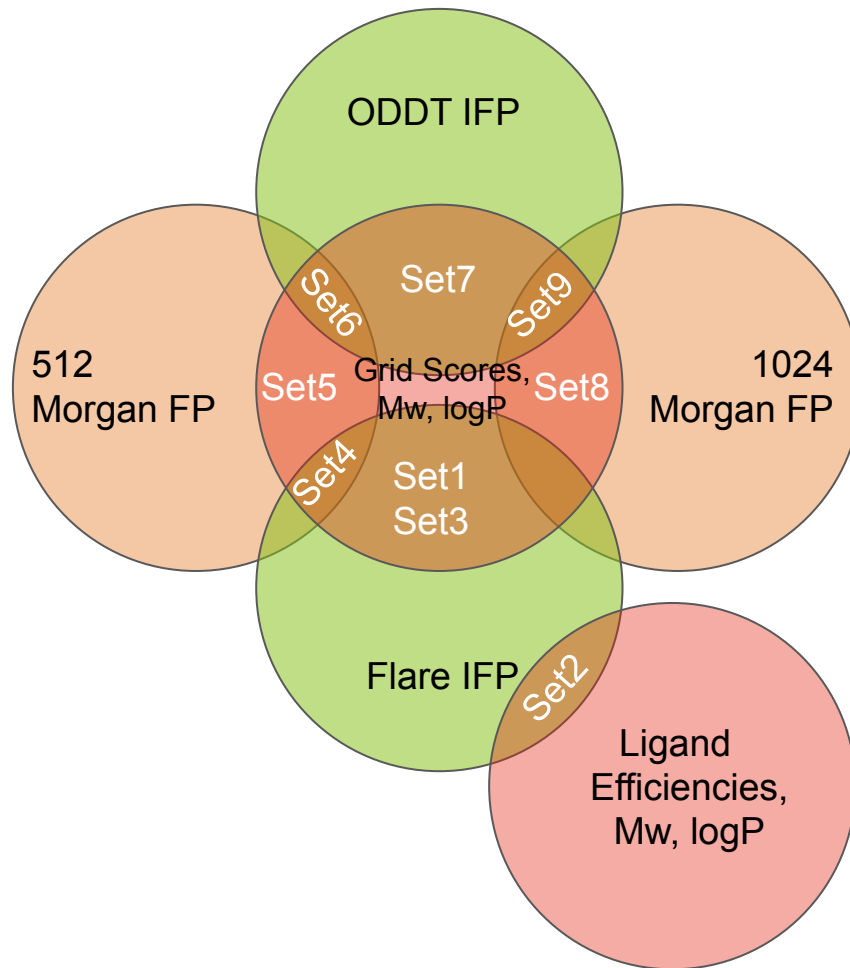 ODDT IFP
Set7
Set6
Set9
512
Morgan FP
Set5
Grid Scores,
Mw, logP
Set8
1024
Morgan FP
Set4
Set1
Set3
Flare IFP
Set2
Ligand
Efficiencies,
Mw, logP